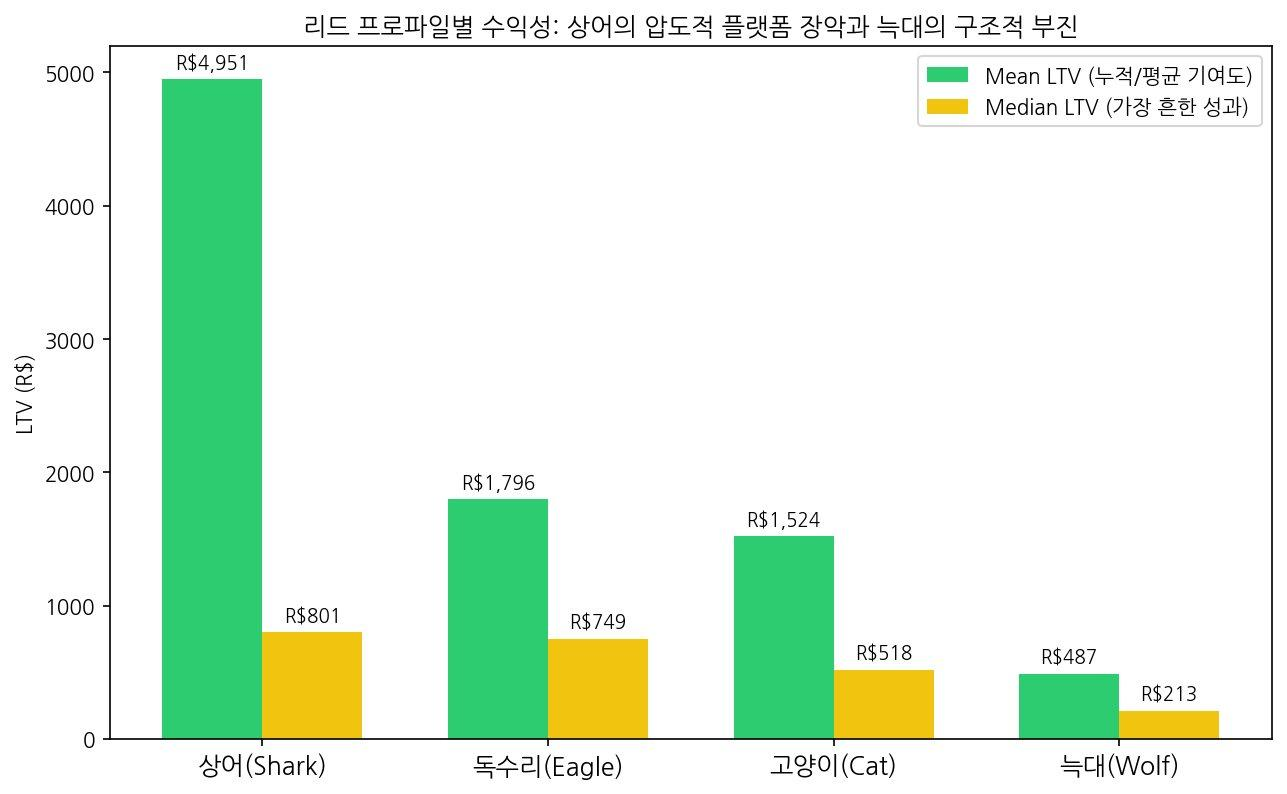 리드 프로파일별 수익성: 상어의 압도적 플랫폼 장악과 늑대의 구조적 부진
Mean LTV (누적/평균 기여도)
Median LTV (가장 흔한 성과)
LTV (R$)
5000
4000
3000
2000
1000
0
R$4,951
R$801
R$1,796
R$749
R$1,524
R$518
R$487
R$213
상어(Shark)
독수리(Eagle)
고양이(Cat)
늑대(Wolf)